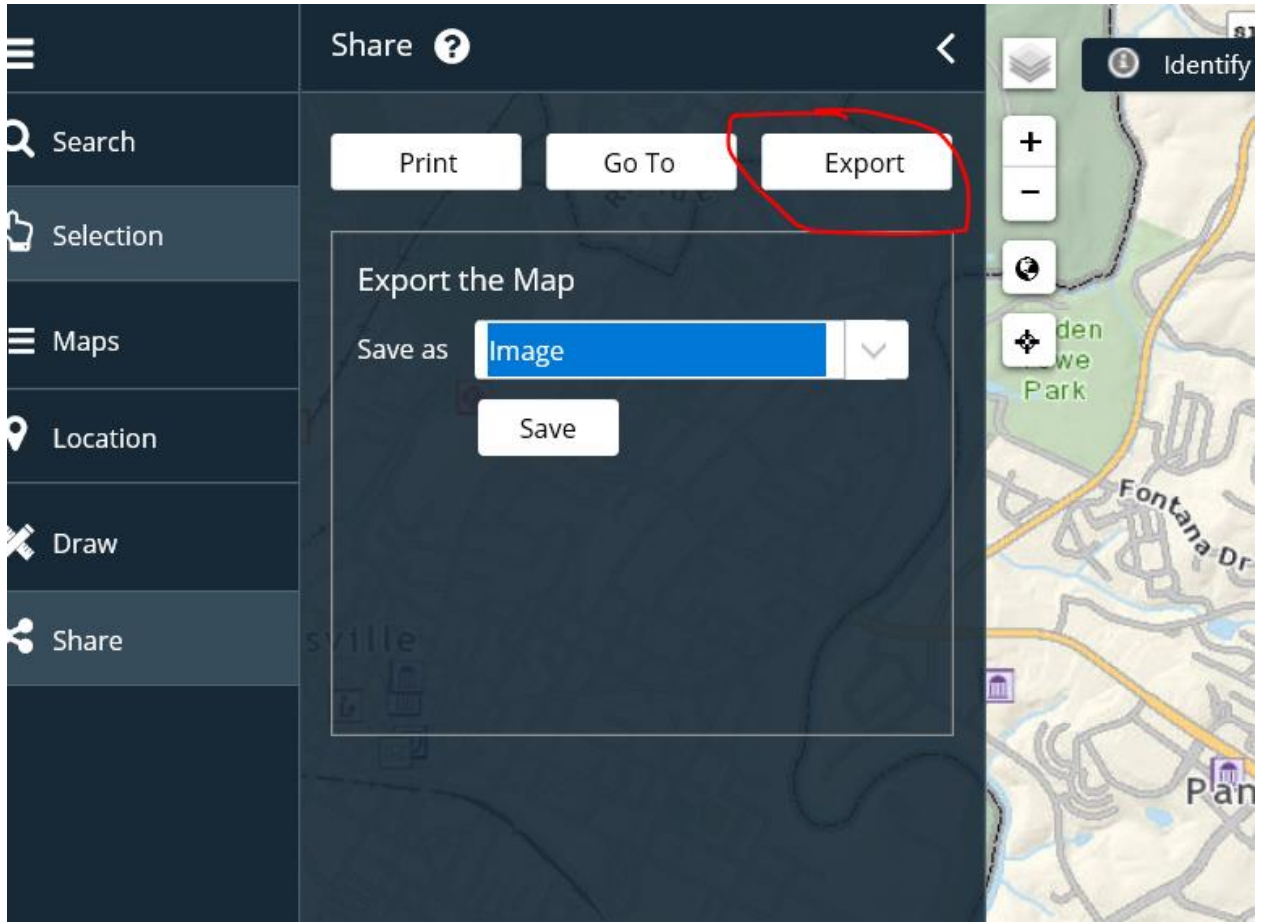 Share ?
Identify
Search
Print
Go To
Export
Selection
Export the Map
Save as
Image
Maps
Park
Save
Location
Fontana Dr
Draw
Share